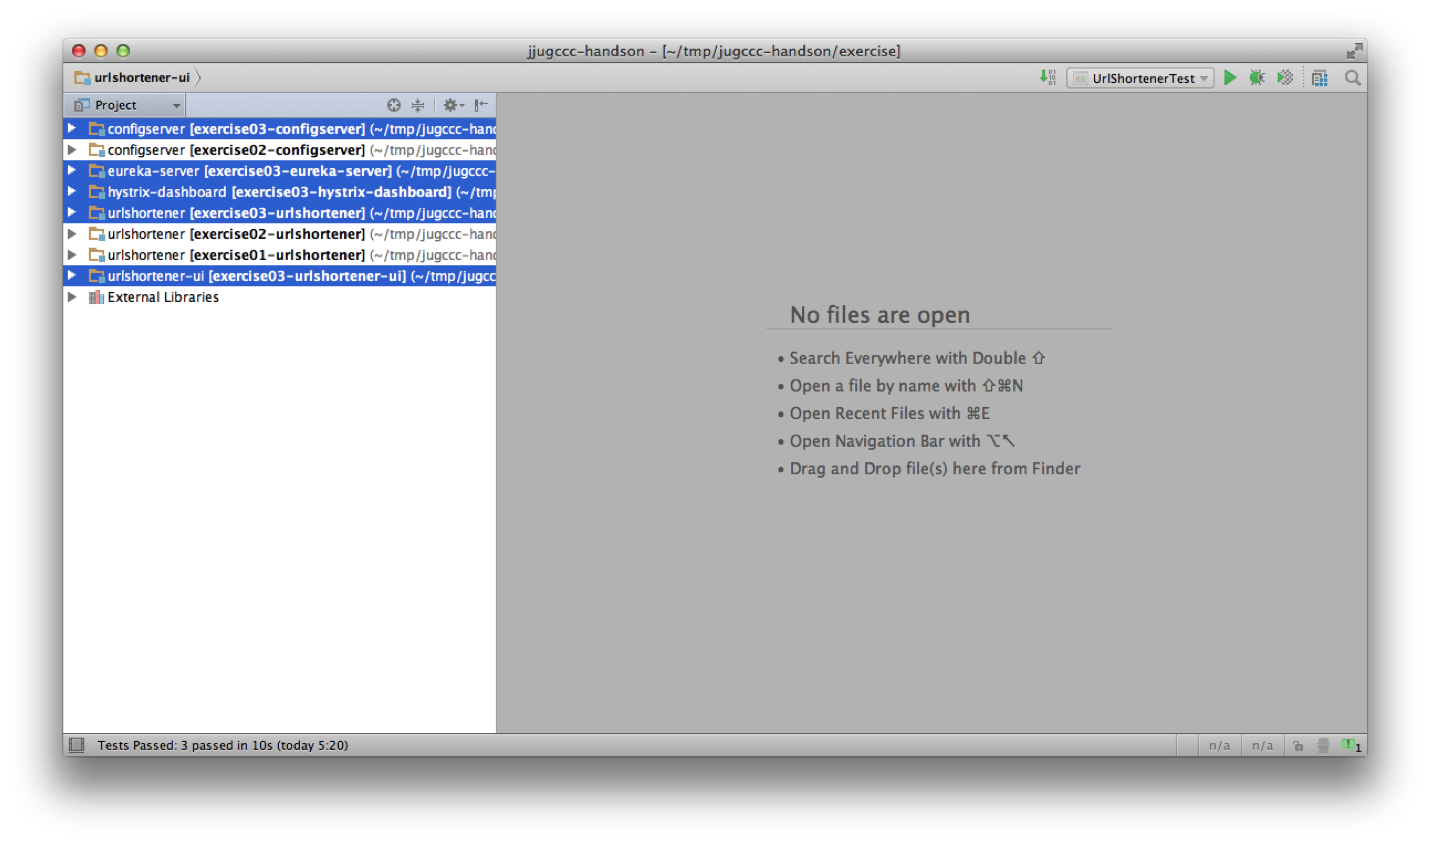 jjugccc-handson – [~/tmp/jugccc-handson/exercise]
urlshortener-ui
UrlShortenerTest
Project
configserver [exercise03-configserver] (~/tmp/jugccc-hand
configserver [exercise02-configserver] (~/tmp/jugccc-hand
eureka-server [exercise03-eureka-server] (~/tmp/jugccc-
hystrix-dashboard [exercise03-hystrix-dashboard] (~/tmp
urlshortener [exercise03-urlshortener] (~/tmp/jugccc-hand
urlshortener [exercise02-urlshortener] (~/tmp/jugccc-hand
urlshortener [exercise01-urlshortener] (~/tmp/jugccc-hand
urlshortener-ui [exercise03-urlshortener-ui] (~/tmp/jugcc
External Libraries
No files are open
• Search Everywhere with Double ⇧
• Open a file by name with ⇧⌘N
• Open Recent Files with ⌘E
• Open Navigation Bar with ⌥↖
• Drag and Drop file(s) here from Finder
Tests Passed: 3 passed in 10s (today 5:20)
n/a
n/a
1